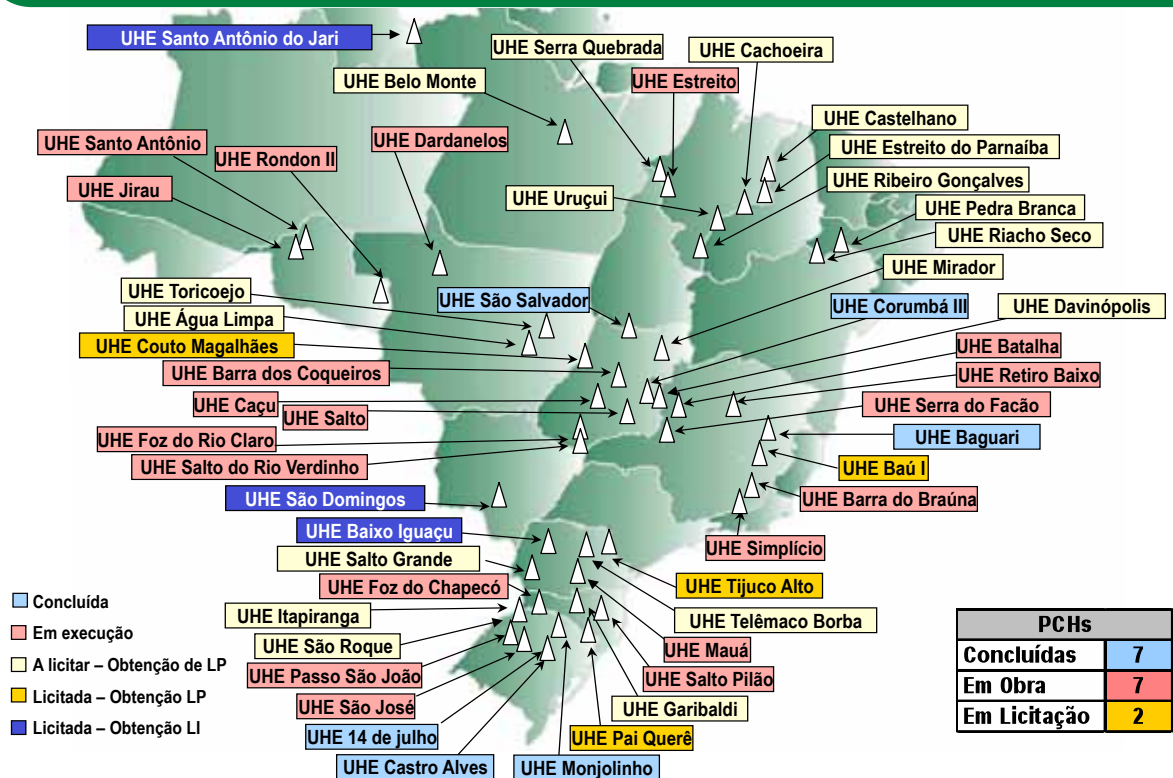 UHE Santo Antônio do Jari
UHE Serra Quebrada
UHE Cachoeira
UHE Belo Monte
UHE Estreito
UHE Castelhano
UHE Santo Antônio
UHE Rondon II
UHE Dardanelos
UHE Estreito do Parnaíba
UHE Jirau
UHE Ribeiro Gonçalves
UHE Uruçui
UHE Pedra Branca
UHE Riacho Seco
UHE Mirador
UHE Toricoejo
UHE São Salvador
UHE Corumbá III
UHE Davinópolis
UHE Água Limpa
UHE Couto Magalhães
UHE Batalha
UHE Barra dos Coqueiros
UHE Retiro Baixo
UHE Caçu
UHE Salto
UHE Serra do Facão
UHE Foz do Rio Claro
UHE Baguari
UHE Salto do Rio Verdinho
UHE Baú I
UHE São Domingos
UHE Barra do Braúna
UHE Baixo Iguaçu
UHE Simplício
UHE Salto Grande
UHE Foz do Chapecó
UHE Tijuco Alto
UHE Itapiranga
UHE Telêmaco Borba
UHE São Roque
UHE Mauá
UHE Passo São João
UHE Salto Pilão
UHE São José
UHE Garibaldi
UHE 14 de julho
UHE Pai Querê
UHE Castro Alves
UHE Monjolinho
Concluída
Em execução
A licitar – Obtenção de LP
Licitada – Obtenção LP
Licitada – Obtenção LI
PCHs
Concluídas 7
Em Obra 7
Em Licitação 2